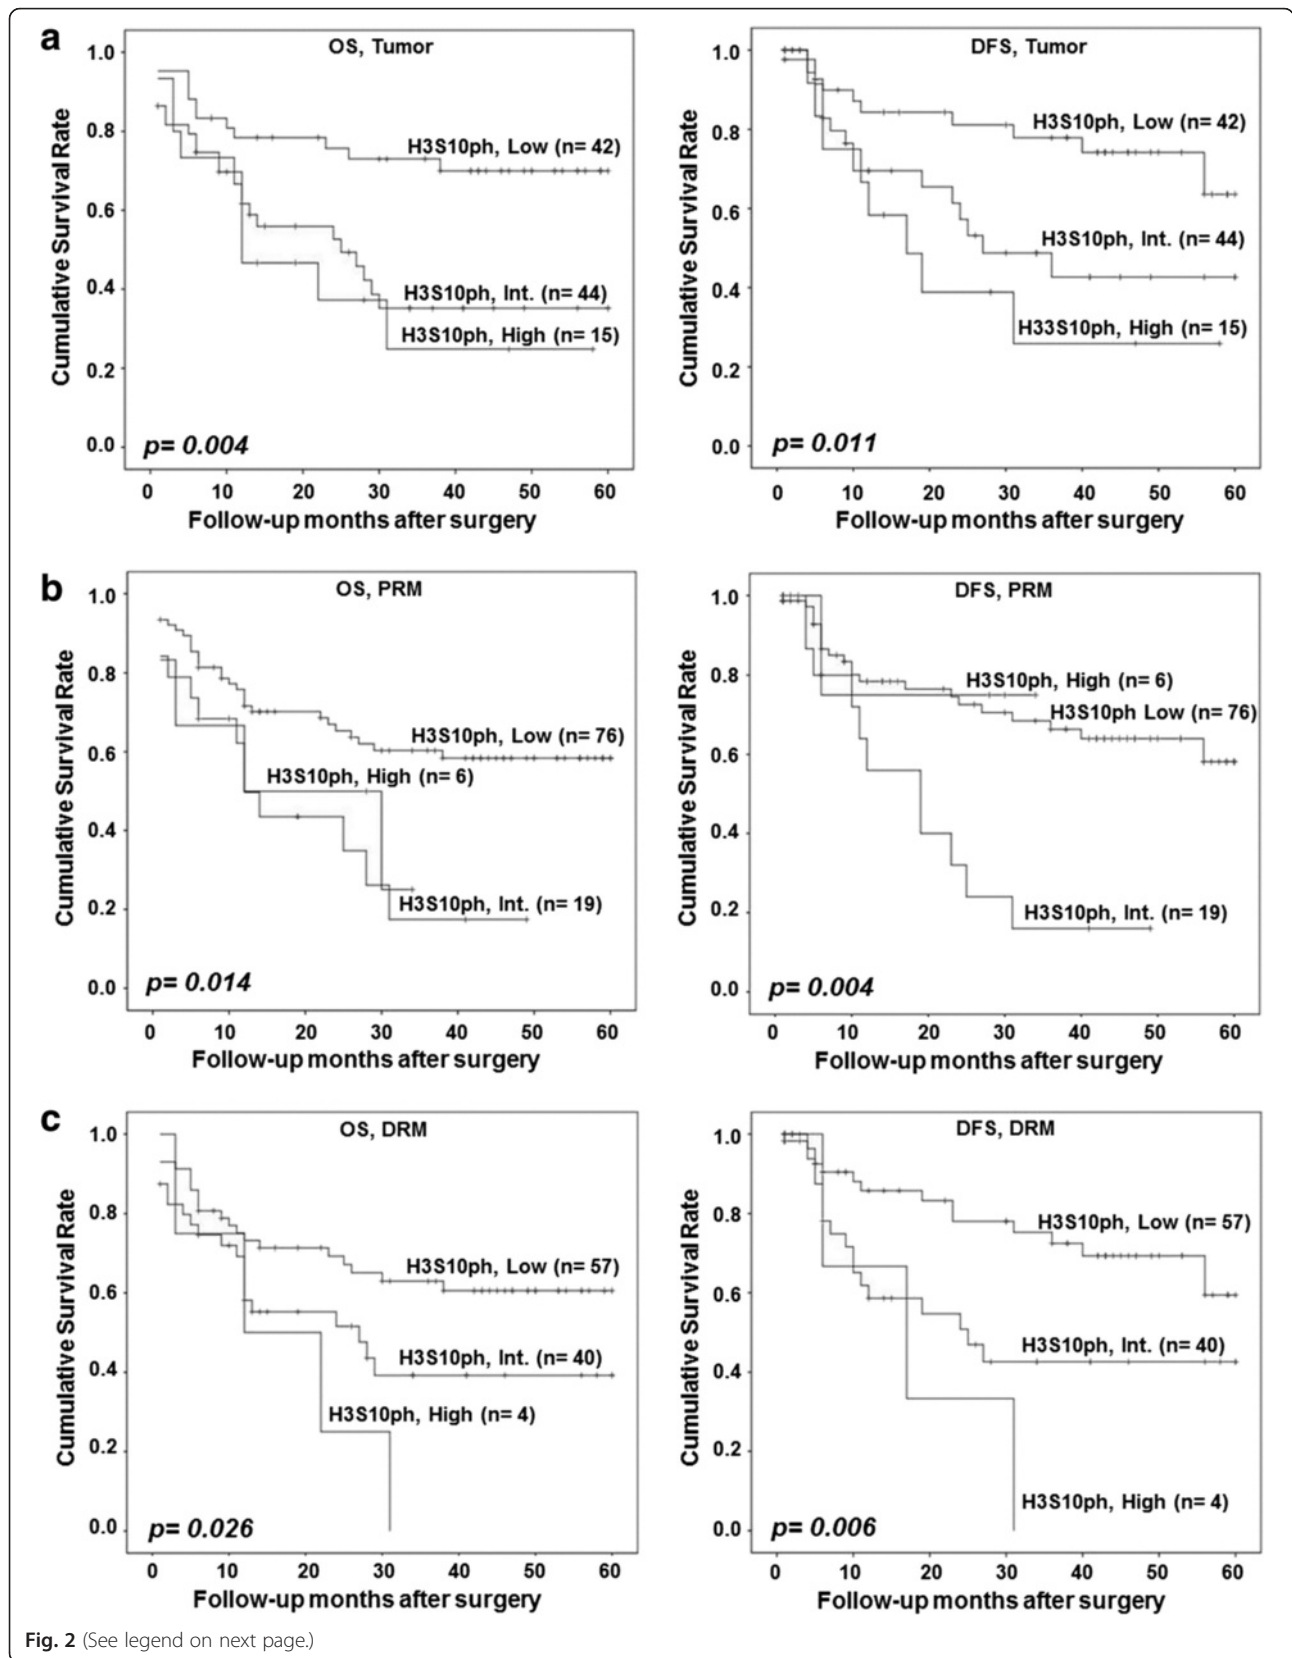 a
OS, Tumor
Cumulative Survival Rate
1.0
0.8
0.6
0.4
0.2
0.0
H3S10ph, Low (n= 42)
H3S10ph, Int. (n= 44)
H3S10ph, High (n= 15)
p= 0.004
0 10 20 30 40 50 60
Follow-up months after surgery
DFS, Tumor
Cumulative Survival Rate
1.0
0.8
0.6
0.4
0.2
0.0
H3S10ph, Low (n= 42)
H3S10ph, Int. (n= 44)
H33S10ph, High (n= 15)
p= 0.011
0 10 20 30 40 50 60
Follow-up months after surgery
b
OS, PRM
Cumulative Survival Rate
1.0
0.8
0.6
0.4
0.2
0.0
H3S10ph, Low (n= 76)
H3S10ph, High (n= 6)
H3S10ph, Int. (n= 19)
p= 0.014
0 10 20 30 40 50 60
Follow-up months after surgery
DFS, PRM
Cumulative Survival Rate
1.0
0.8
0.6
0.4
0.2
0.0
H3S10ph, High (n= 6)
H3S10ph Low (n= 76)
H3S10ph, Int. (n= 19)
p= 0.004
0 10 20 30 40 50 60
Follow-up months after surgery
c
OS, DRM
Cumulative Survival Rate
1.0
0.8
0.6
0.4
0.2
0.0
H3S10ph, Low (n= 57)
H3S10ph, Int. (n= 40)
H3S10ph, High (n= 4)
p= 0.026
0 10 20 30 40 50 60
Follow-up months after surgery
DFS, DRM
Cumulative Survival Rate
1.0
0.8
0.6
0.4
0.2
0.0
H3S10ph, Low (n= 57)
H3S10ph, Int. (n= 40)
H3S10ph, High (n= 4)
p= 0.006
0 10 20 30 40 50 60
Follow-up months after surgery
Fig. 2 (See legend on next page.)